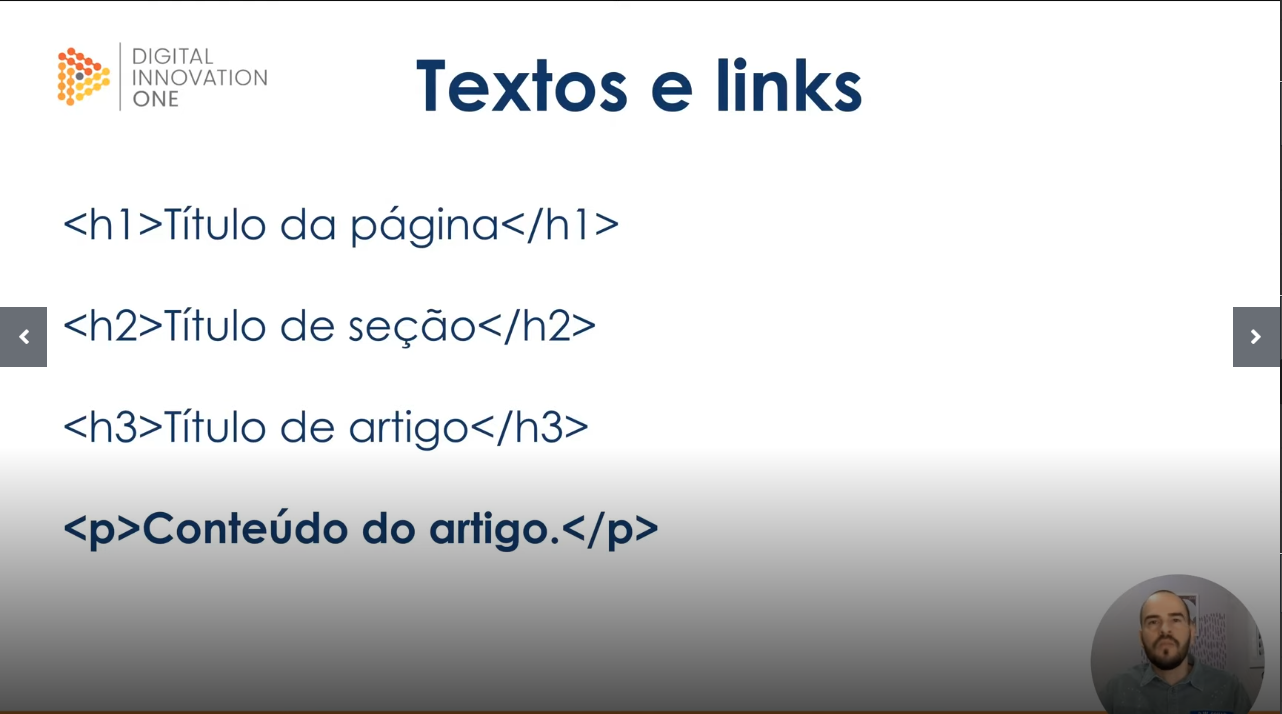 DIGITAL
INNOVATION
ONE
Textos e links
<h1>Título da página</h1>
<h2>Título de seção</h2>
<h3>Título de artigo</h3>
<p>Conteúdo do artigo.</p>